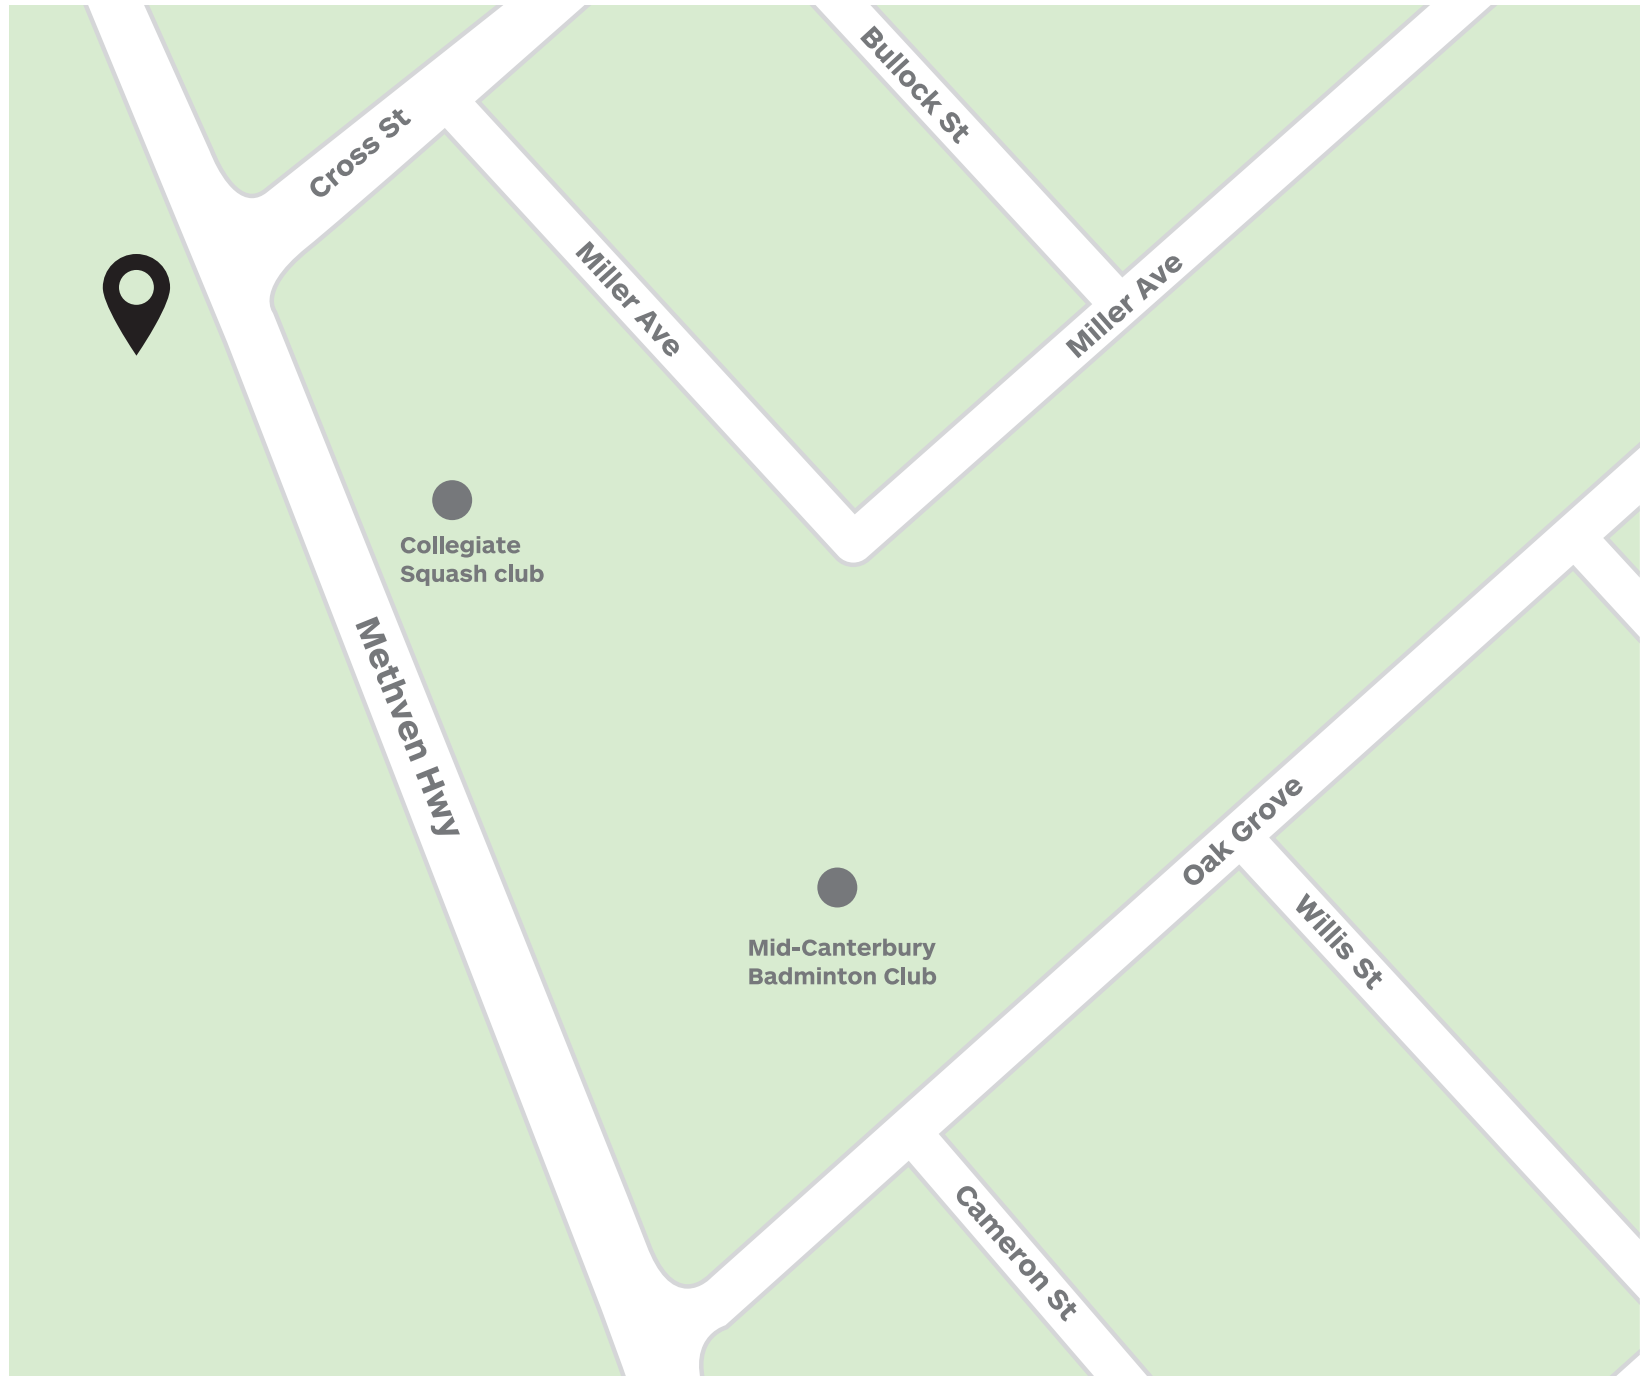 Bullock St
Cross St
Miller Ave
Miller Ave
Collegiate
Squash club
Methven Hwy
Oak Grove
Willis St
Mid-Canterbury
Badminton Club
Cameron St